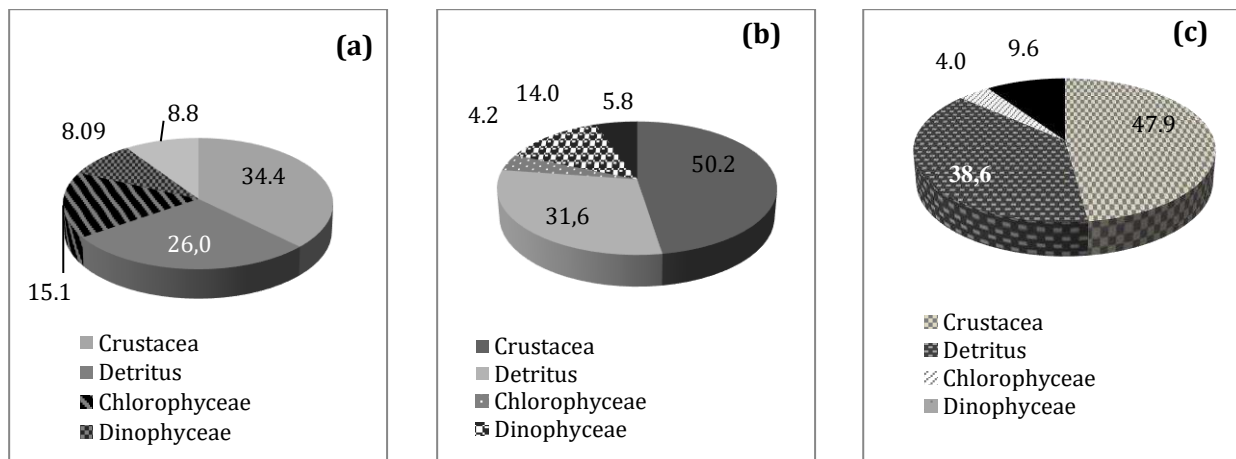 (a)
8.8
8.09
34.4
26,0
15.1
Crustacea
Detritus
Chlorophyceae
Dinophyceae
(b)
14.0
5.8
4.2
50.2
31,6
Crustacea
Detritus
Chlorophyceae
Dinophyceae
(c)
9.6
4.0
47.9
38,6
Crustacea
Detritus
Chlorophyceae
Dinophyceae